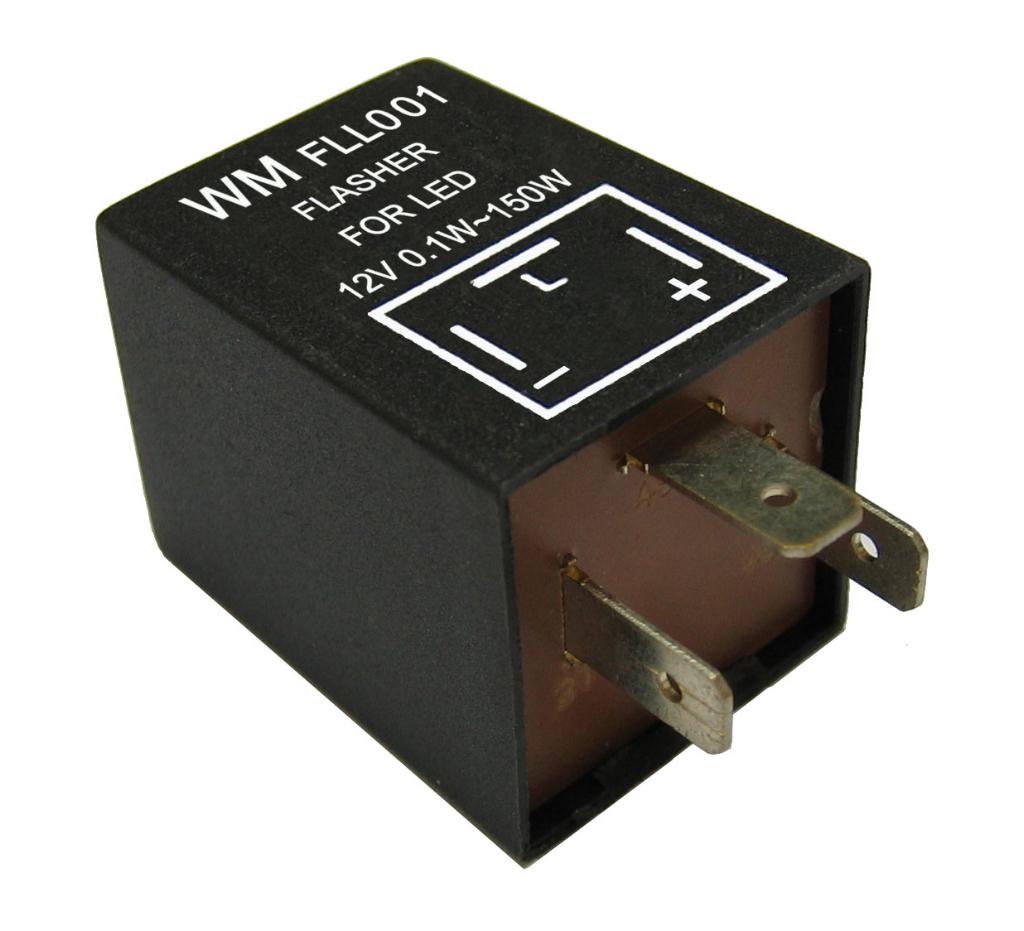 WM FLL001
FLASHER
FOR LED
12V 0.1W~150W
L
- +